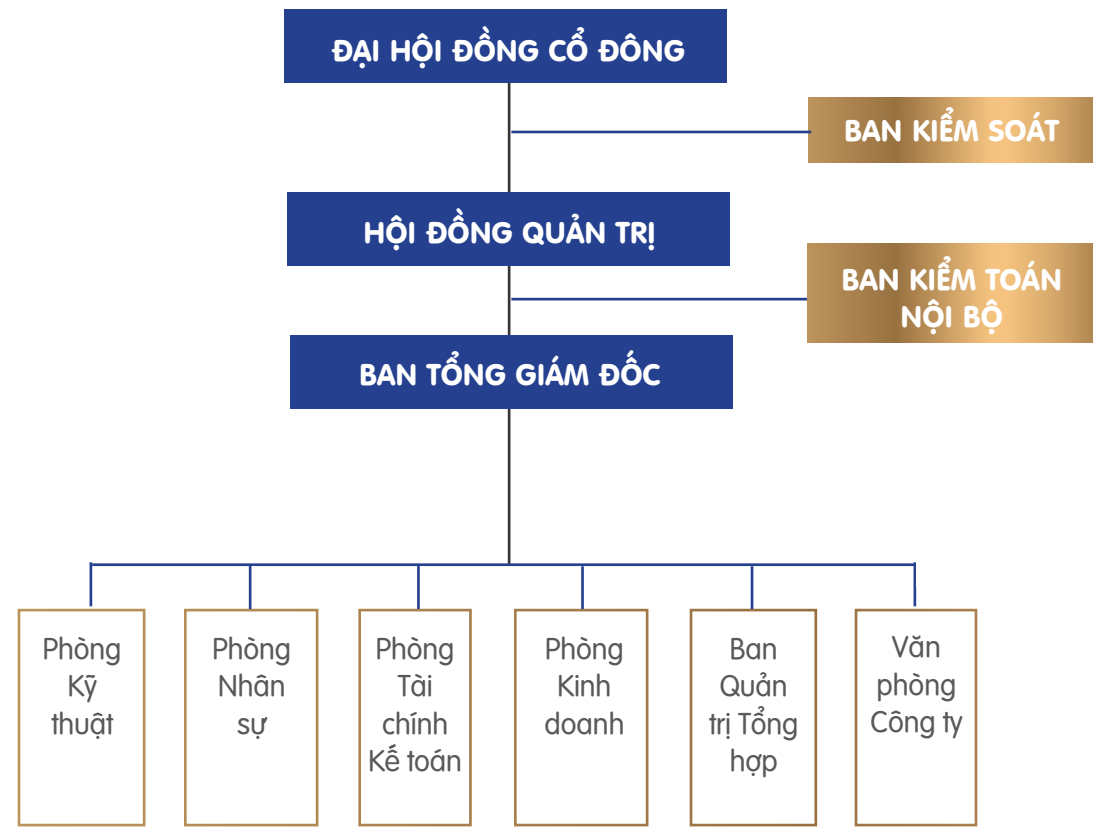 ĐẠI HỘI ĐỒNG CỔ ĐÔNG
BAN KIỂM SOÁT
HỘI ĐỒNG QUẢN TRỊ
BAN KIỂM TOÁN
NỘI BỘ
BAN TỔNG GIÁM ĐỐC
Phòng
Kỹ
thuật
Phòng
Nhân
sự
Phòng
Tài
chính
Kế toán
Phòng
Kinh
doanh
Ban
Quản
trị Tổng
hợp
Văn
phòng
Công ty